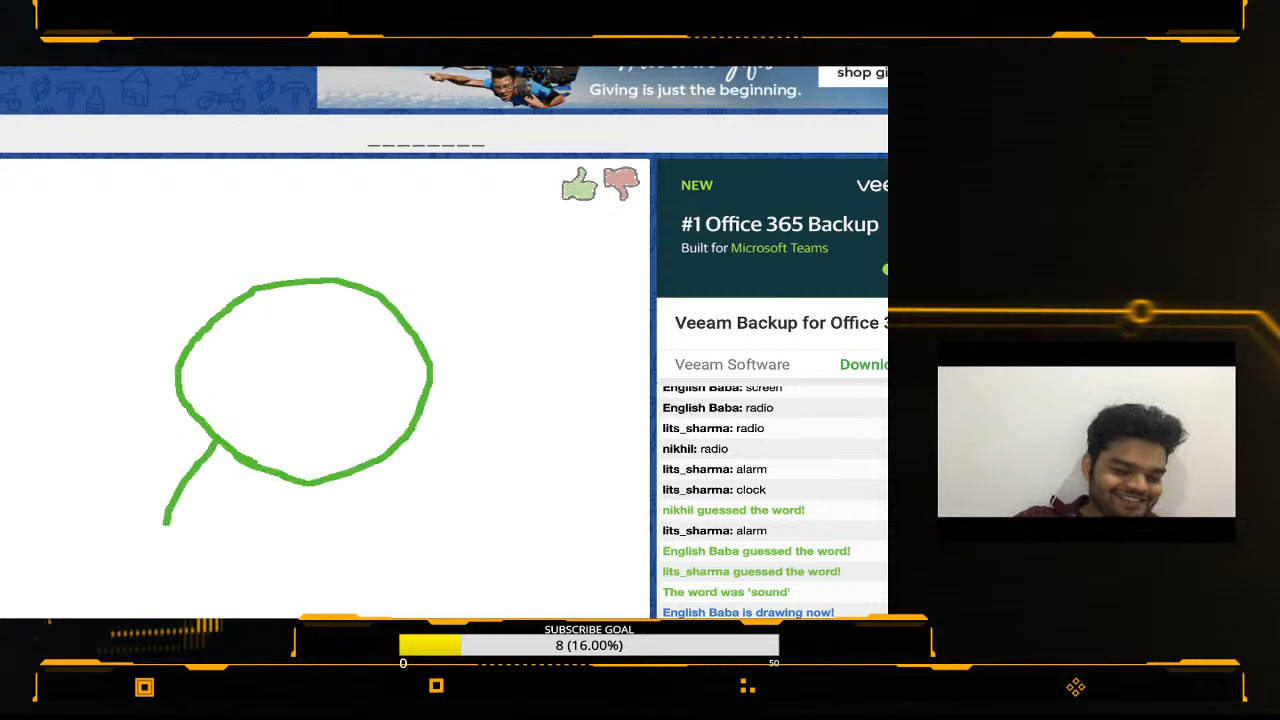 Giving is just the beginning.
shop gi
________
NEW
vee
#1 Office 365 Backup
Built for Microsoft Teams
Veeam Backup for Office 3
Veeam Software
Downlo
English Baba: screen
English Baba: radio
lits_sharma: radio
nikhil: radio
lits_sharma: alarm
lits_sharma: clock
nikhil guessed the word!
lits_sharma: alarm
English Baba guessed the word!
lits_sharma guessed the word!
The word was 'sound'
English Baba is drawing now!
SUBSCRIBE GOAL
8 (16.00%)
0
50